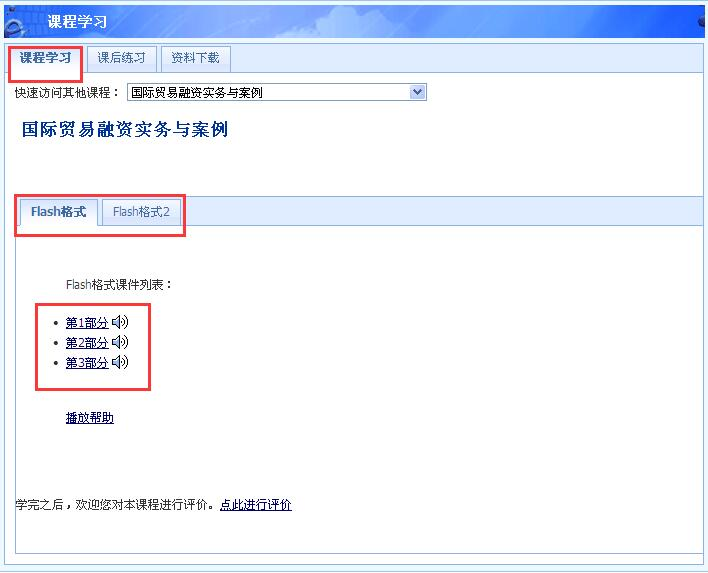 课程学习
课程学习 课后练习 资料下载
快速访问其他课程： 国际贸易融资实务与案例
国际贸易融资实务与案例
Flash格式 Flash格式2
Flash格式课件列表：
• 第1部分
• 第2部分
• 第3部分
播放帮助
学完之后，欢迎您对本课程进行评价。点此进行评价